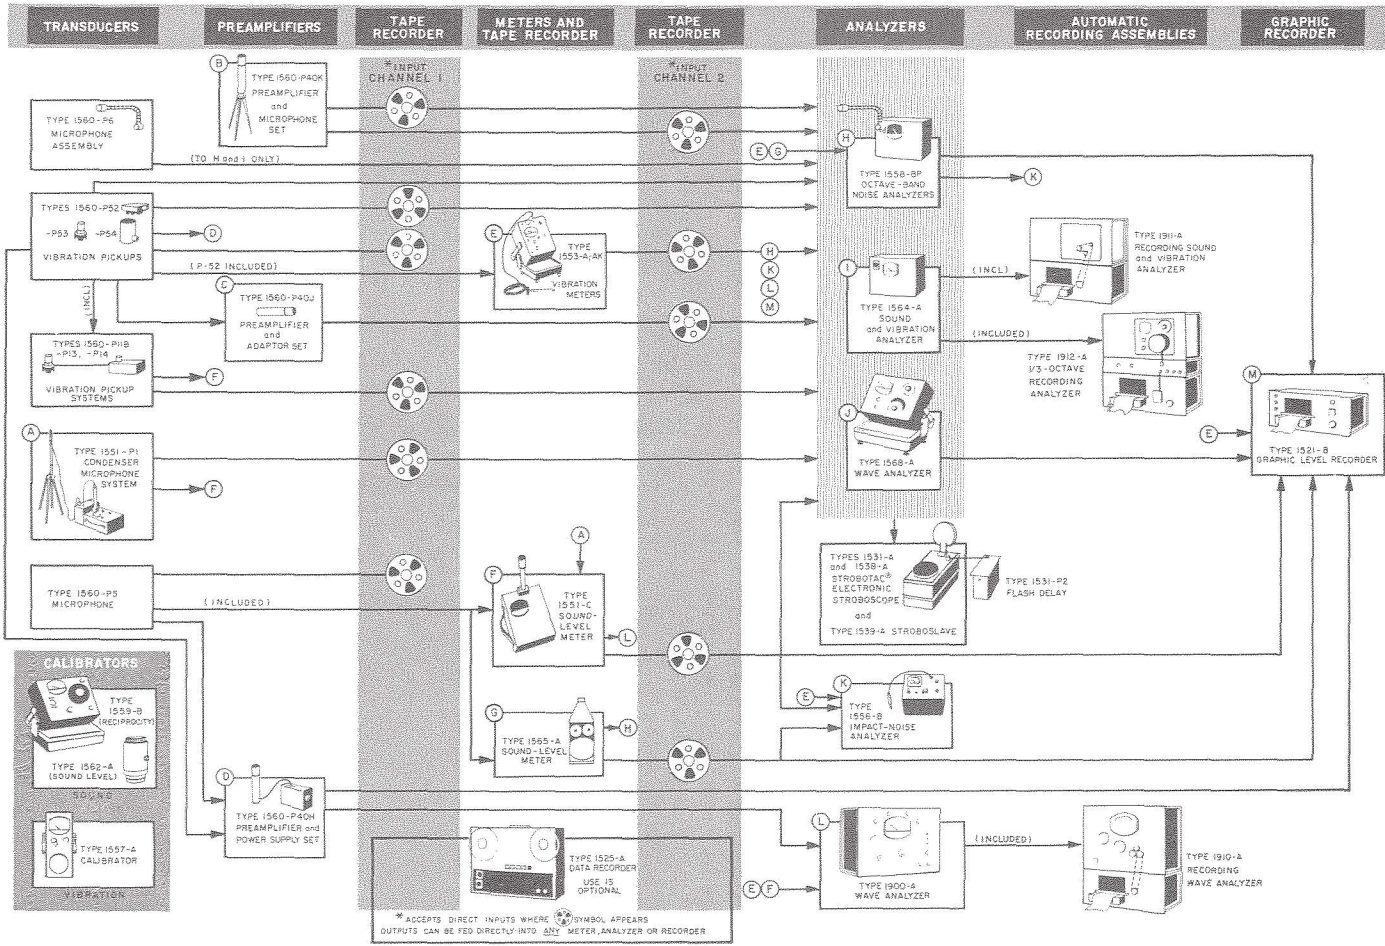 TRANSDUCERS
PREAMPLIFIERS
TAPE
RECORDER
METERS AND
TAPE RECORDER
TAPE
RECORDER
ANALYZERS
AUTOMATIC
RECORDING ASSEMBLIES
GRAPHIC
RECORDER
*INPUT
CHANNEL 1
*INPUT
CHANNEL 2
B
TYPE 1560-P40K
PREAMPLIFIER
and
MICROPHONE
SET
TYPE 1560-P6
MICROPHONE
ASSEMBLY
(TO H and I ONLY)
E G
H
TYPE 1558-BP
OCTAVE-BAND
NOISE ANALYZERS
K
TYPES 1560-P52
-P53 -P54
VIBRATION PICKUPS
D
(P-52 INCLUDED)
E
TYPE
1553-A,-AK
VIBRATION
METERS
H
K
L
M
I
TYPE 1564-A
SOUND
and VIBRATION
ANALYZER
(INCL)
TYPE 1911-A
RECORDING SOUND
and VIBRATION
ANALYZER
(INCLUDED)
TYPE 1912-A
1/3-OCTAVE
RECORDING
ANALYZER
(INCL)
C
TYPE 1560-P40J
PREAMPLIFIER
and
ADAPTOR SET
TYPES 1560-P11B
-P13, -P14
VIBRATION PICKUP
SYSTEMS
F
J
TYPE 1568-A
WAVE ANALYZER
M
E
TYPE 1521-B
GRAPHIC LEVEL RECORDER
A
TYPE 1551-P1
CONDENSER
MICROPHONE
SYSTEM
F
A
TYPES 1531-A
and 1538-A
STROBOTAC®
ELECTRONIC
STROBOSCOPE
and
TYPE 1539-A STROBOSLAVE
TYPE 1531-P2
FLASH DELAY
TYPE 1560-P5
MICROPHONE
(INCLUDED)
F
TYPE
1551-C
SOUND-
LEVEL
METER
L
CALIBRATORS
TYPE
1559-B
(RECIPROCITY)
TYPE 1562-A
(SOUND LEVEL)
SOUND
TYPE 1557-A
CALIBRATOR
VIBRATION
G
TYPE 1565-A
SOUND-LEVEL
METER
H
E
K
TYPE
1556-B
IMPACT-NOISE
ANALYZER
D
TYPE 1560-P40H
PREAMPLIFIER and
POWER SUPPLY SET
TYPE 1525-A
DATA RECORDER
USE IS
OPTIONAL
* ACCEPTS DIRECT INPUTS WHERE SYMBOL APPEARS
OUTPUTS CAN BE FED DIRECTLY INTO ANY METER, ANALYZER OR RECORDER
E F
L
TYPE 1900-A
WAVE ANALYZER
(INCLUDED)
TYPE 1910-A
RECORDING
WAVE ANALYZER